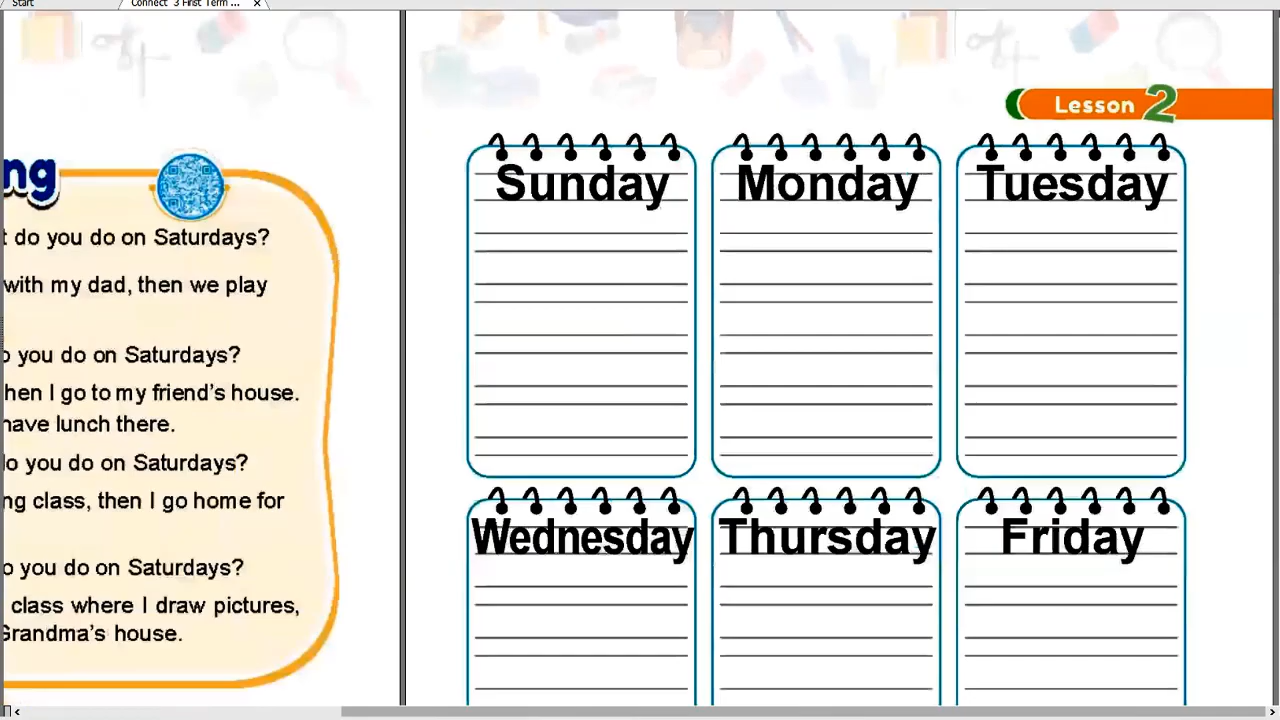 Start
Connect 3 First Term ...
ng
t do you do on Saturdays?
with my dad, then we play
o you do on Saturdays?
hen I go to my friend's house.
have lunch there.
do you do on Saturdays?
ng class, then I go home for
o you do on Saturdays?
class where I draw pictures,
Grandma's house.
Lesson 2
Sunday
Monday
Tuesday
Wednesday
Thursday
Friday